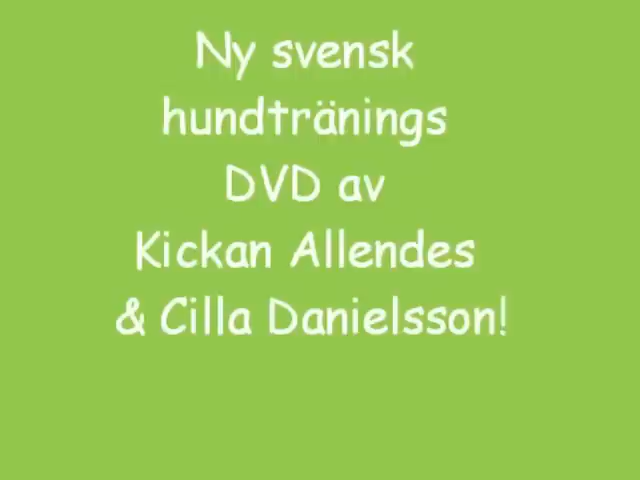 Ny svensk
hundtränings
DVD av
Kickan Allendes
& Cilla Danielsson!